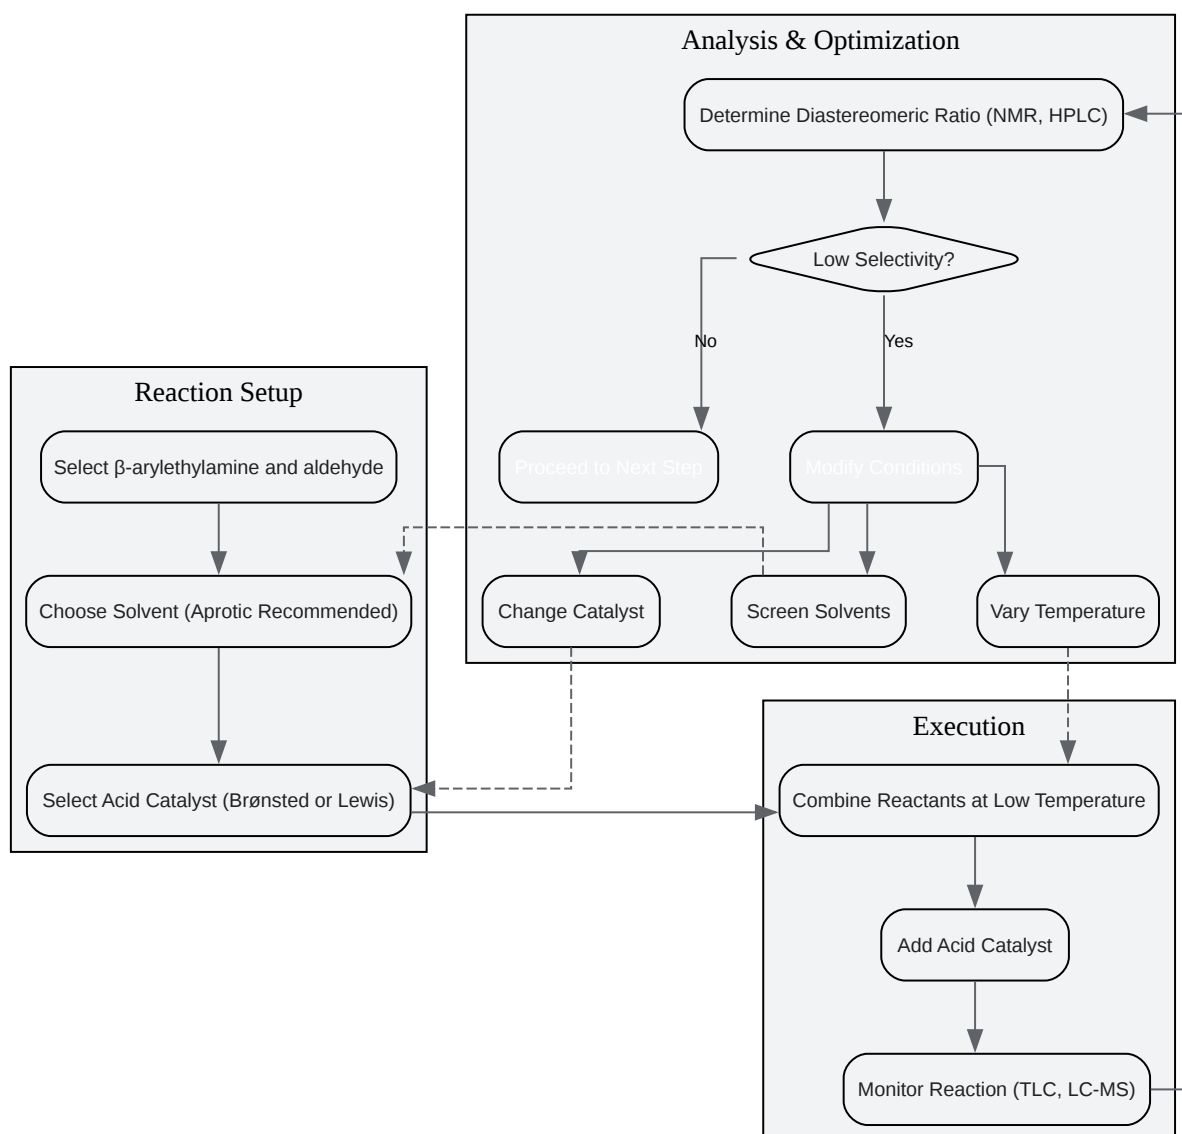 Analysis & Optimization
Determine Diastereomeric Ratio (NMR, HPLC)
Low Selectivity?
No
Yes
Proceed to Next Step
Modify Conditions
Change Catalyst
Screen Solvents
Vary Temperature
Reaction Setup
Select β-arylethylamine and aldehyde
Choose Solvent (Aprotic Recommended)
Select Acid Catalyst (Brønsted or Lewis)
Execution
Combine Reactants at Low Temperature
Add Acid Catalyst
Monitor Reaction (TLC, LC-MS)